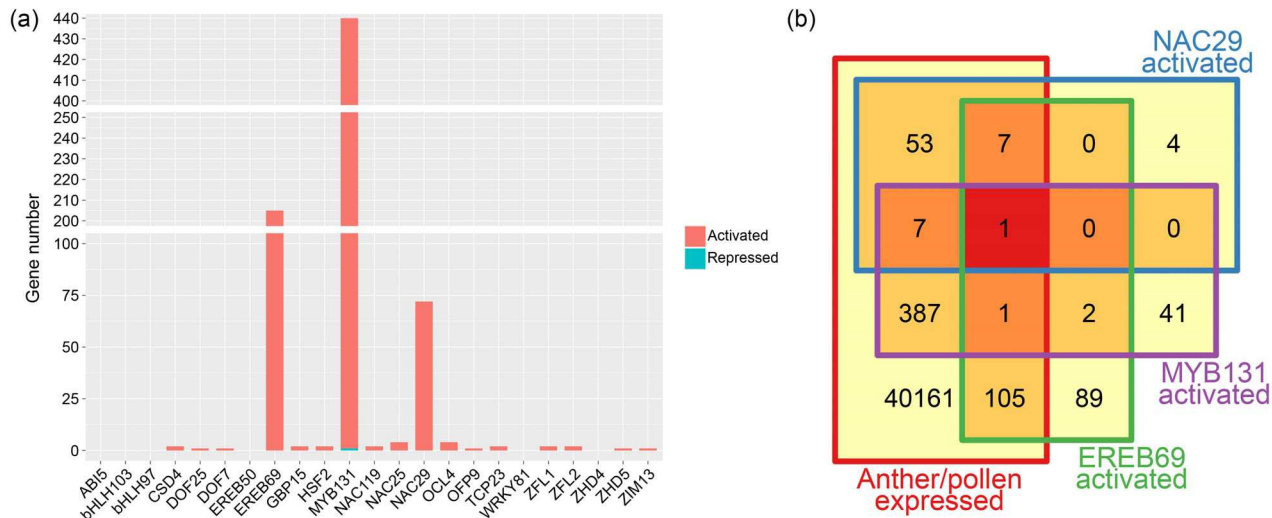 (a)
440
430
420
410
400
250
240
230
220
210
200
100
75
50
25
0
Gene number
ABI5
bHLH103
bHLH97
CSD4
DOF25
DOF7
EREB50
EREB69
GBP15
HSF2
MYB131
NAC119
NAC25
NAC29
OCL4
OFP9
TCP23
WRKY81
ZFL1
ZFL2
ZHD4
ZHD5
ZIM13
Activated
Repressed
(b)
NAC29
activated
53 7 0 4
7 1 0 0
387 1 2 41
MYB131
activated
40161 105 89
EREB69
activated
Anther/pollen
expressed